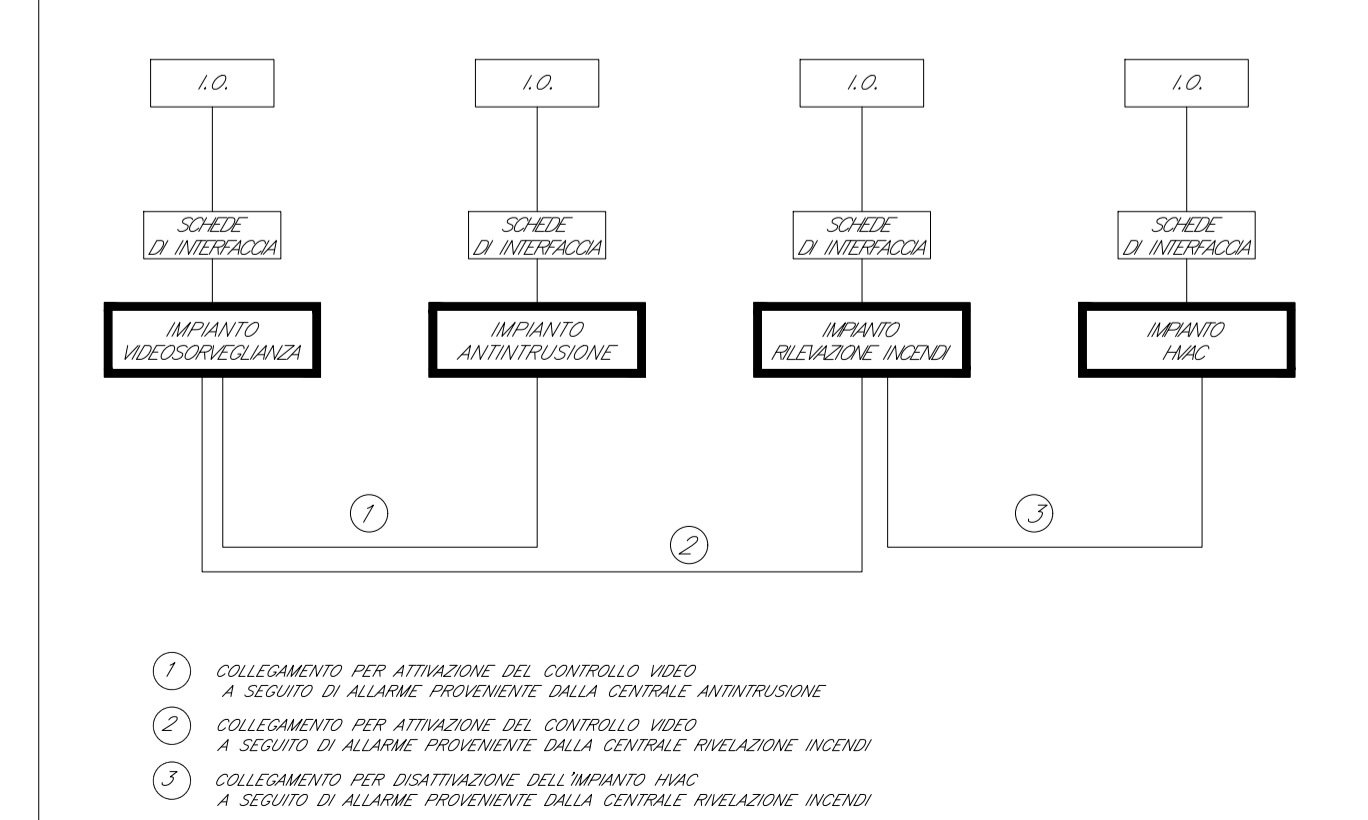 I.O.
I.O.
I.O.
I.O.
SCHEDE
DI INTERFACCIA
SCHEDE
DI INTERFACCIA
SCHEDE
DI INTERFACCIA
SCHEDE
DI INTERFACCIA
IMPIANTO
VIDEOSORVEGLIANZA
IMPIANTO
ANTINTRUSIONE
IMPIANTO
RILEVAZIONE INCENDI
IMPIANTO
HVAC
1
2
3
1 COLLEGAMENTO PER ATTIVAZIONE DEL CONTROLLO VIDEO
A SEGUITO DI ALLARME PROVENIENTE DALLA CENTRALE ANTINTRUSIONE
2 COLLEGAMENTO PER ATTIVAZIONE DEL CONTROLLO VIDEO
A SEGUITO DI ALLARME PROVENIENTE DALLA CENTRALE RIVELAZIONE INCENDI
3 COLLEGAMENTO PER DISATTIVAZIONE DELL'IMPIANTO HVAC
A SEGUITO DI ALLARME PROVENIENTE DALLA CENTRALE RIVELAZIONE INCENDI